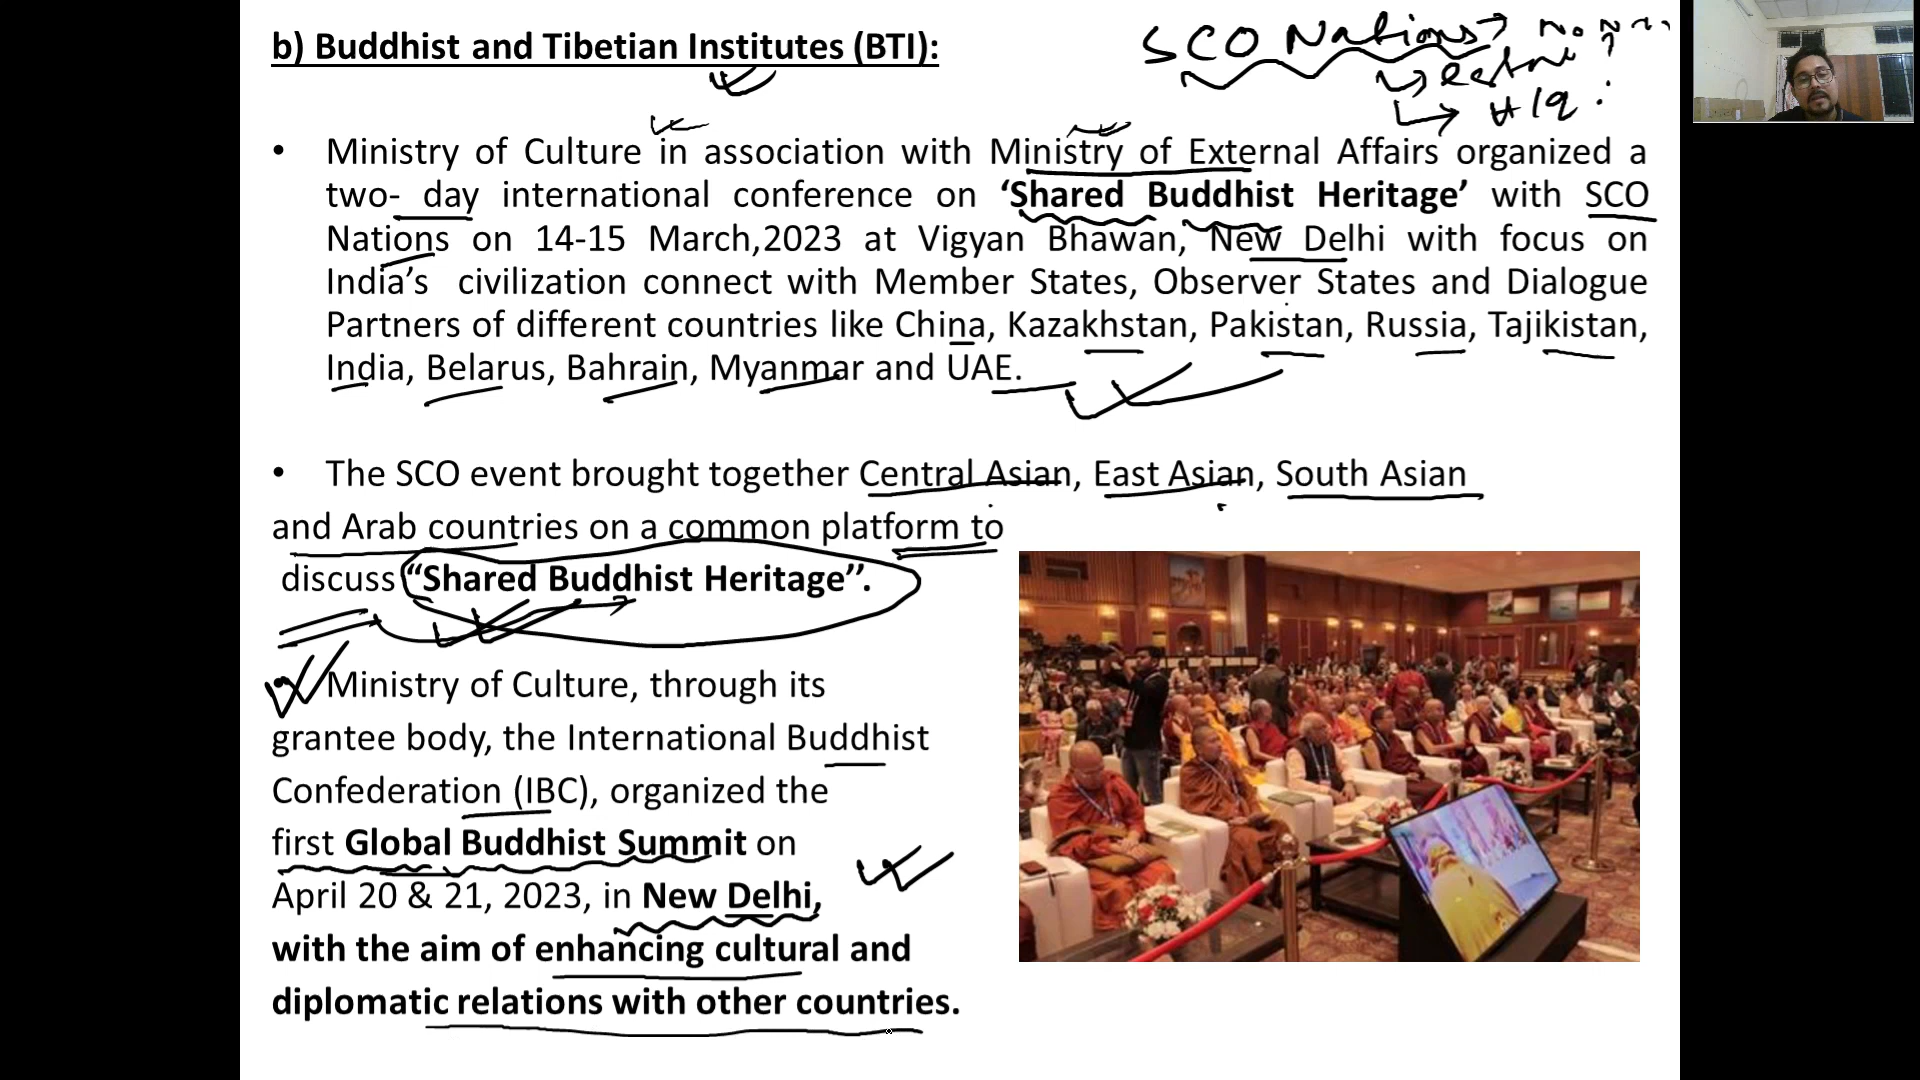 b) Buddhist and Tibetian Institutes (BTI):
SCO Nations
H/q
• Ministry of Culture in association with Ministry of External Affairs organized a
two- day international conference on ‘Shared Buddhist Heritage’ with SCO
Nations on 14-15 March,2023 at Vigyan Bhawan, New Delhi with focus on
India’s civilization connect with Member States, Observer States and Dialogue
Partners of different countries like China, Kazakhstan, Pakistan, Russia, Tajikistan,
India, Belarus, Bahrain, Myanmar and UAE.
• The SCO event brought together Central Asian, East Asian, South Asian
and Arab countries on a common platform to
discuss “Shared Buddhist Heritage’’.
• Ministry of Culture, through its
grantee body, the International Buddhist
Confederation (IBC), organized the
first Global Buddhist Summit on
April 20 & 21, 2023, in New Delhi,
with the aim of enhancing cultural and
diplomatic relations with other countries.